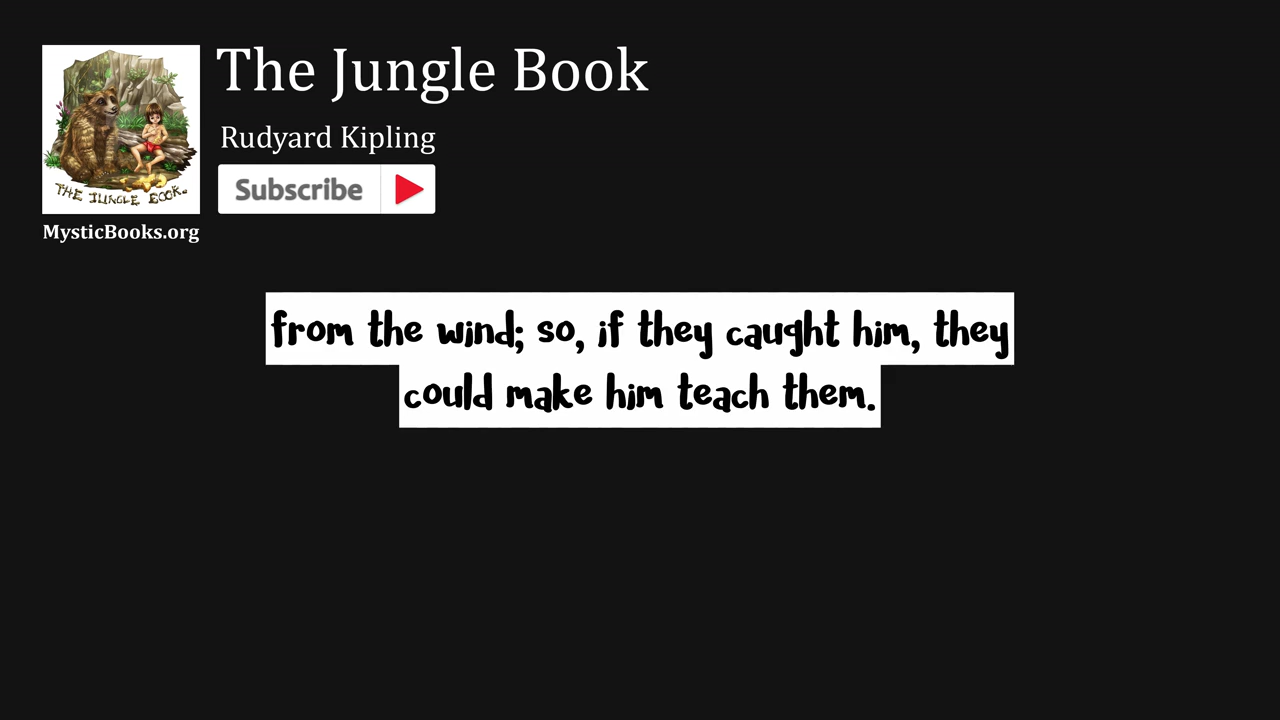 The Jungle Book
Rudyard Kipling
Subscribe
THE JUNGLE BOOK.
MysticBooks.org
from the wind; so, if they caught him, they
could make him teach them.